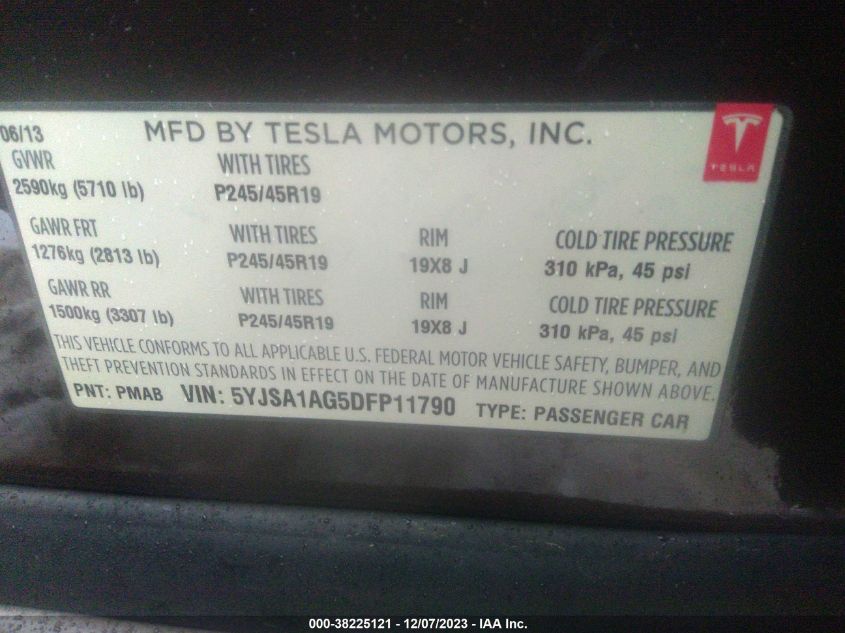 06/13 MFD BY TESLA MOTORS, INC.
TESLA
GVWR WITH TIRES
2590kg (5710 lb) P245/45R19
GAWR FRT WITH TIRES RIM COLD TIRE PRESSURE
1276kg (2813 lb) P245/45R19 19X8 J 310 kPa, 45 psi
GAWR RR WITH TIRES RIM COLD TIRE PRESSURE
1500kg (3307 lb) P245/45R19 19X8 J 310 kPa, 45 psi
THIS VEHICLE CONFORMS TO ALL APPLICABLE U.S. FEDERAL MOTOR VEHICLE SAFETY, BUMPER, AND
THEFT PREVENTION STANDARDS IN EFFECT ON THE DATE OF MANUFACTURE SHOWN ABOVE.
PNT: PMAB VIN: 5YJSA1AG5DFP11790 TYPE: PASSENGER CAR
000-38225121 - 12/07/2023 - IAA Inc.